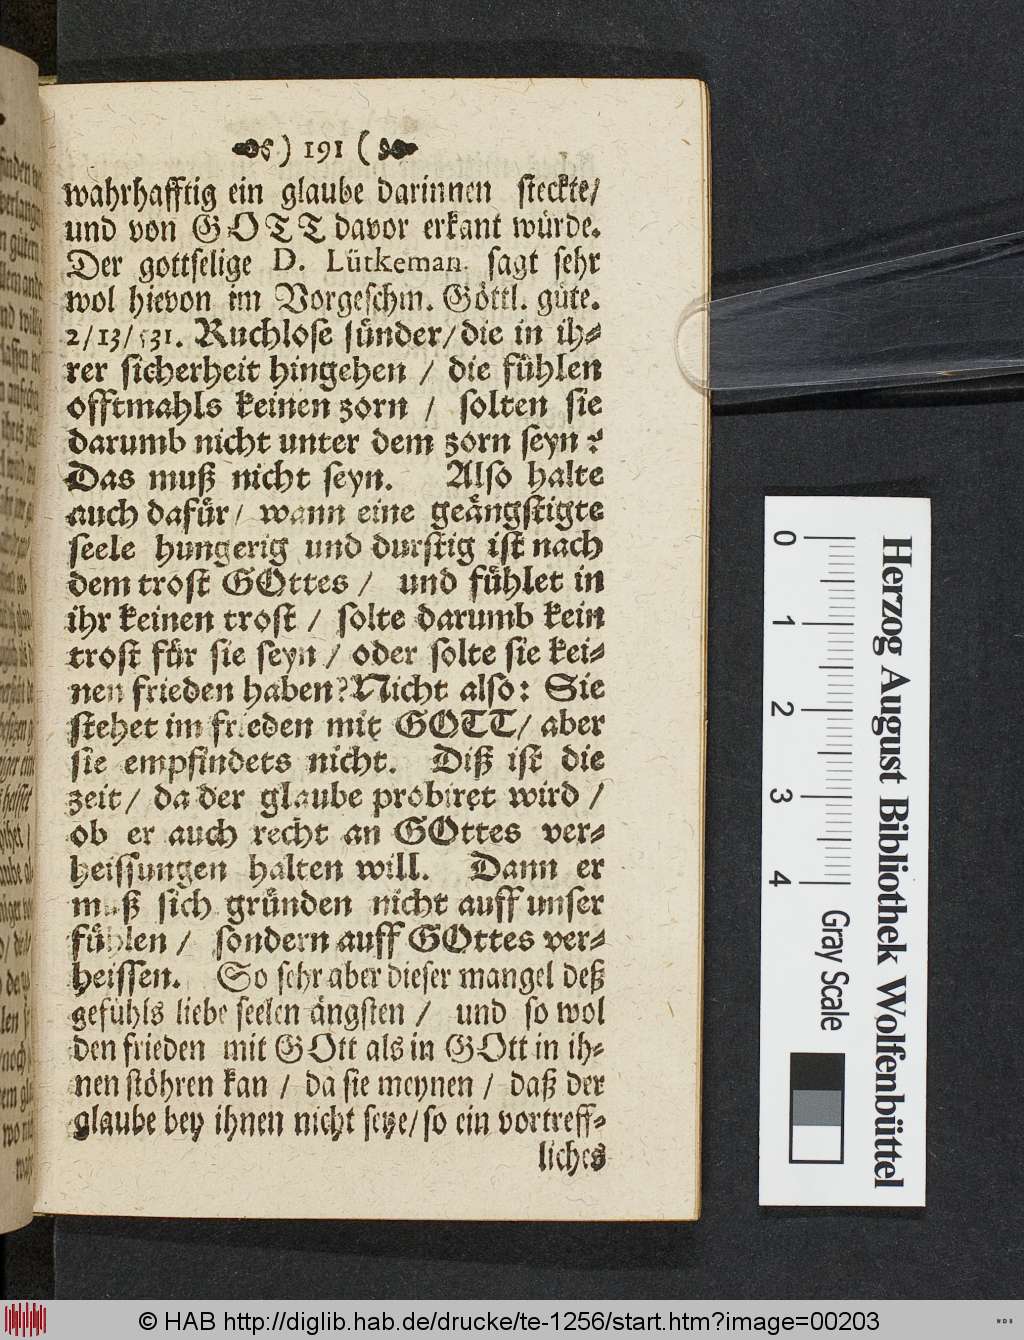 ) 191 (
wahrhafftig ein glaube darinnen steckte/
und von GOTT davor erkant würde.
Der gottselige D. Lütkeman. sagt sehr
wol hievon im Vorgeschm. Göttl. güte.
2/13/531. Ruchlose sünder/die in ih-
rer sicherheit hingehen / die fühlen
offtmahls keinen zorn / solten sie
darumb nicht unter dem zorn seyn?
Das muß nicht seyn. Also halte
auch dafür/ wann eine geängstigte
seele hungerig und durstig ist nach
dem trost GOttes / und fühlet in
ihr keinen trost / solte darumb kein
trost für sie seyn / oder solte sie kei-
nen frieden haben? Nicht also: Sie
stehet im frieden mit GOTT/ aber
sie empfindets nicht. Diß ist die
zeit/ da der glaube probiret wird /
ob er auch recht an GOttes ver-
heissungen halten will. Dann er
muß sich gründen nicht auff unser
fühlen / sondern auff GOttes ver-
heissen. So sehr aber dieser mangel deß
gefühls liebe seelen ängsten / und so wol
den frieden mit GOtt als in GOtt in ih-
nen stöhren kan / da sie meynen / daß der
glaube bey ihnen nicht seye/ so ein vortreff-
liches
Herzog August Bibliothek Wolfenbüttel
0 1 2 3 4
Gray Scale
© HAB http://diglib.hab.de/drucke/te-1256/start.htm?image=00203